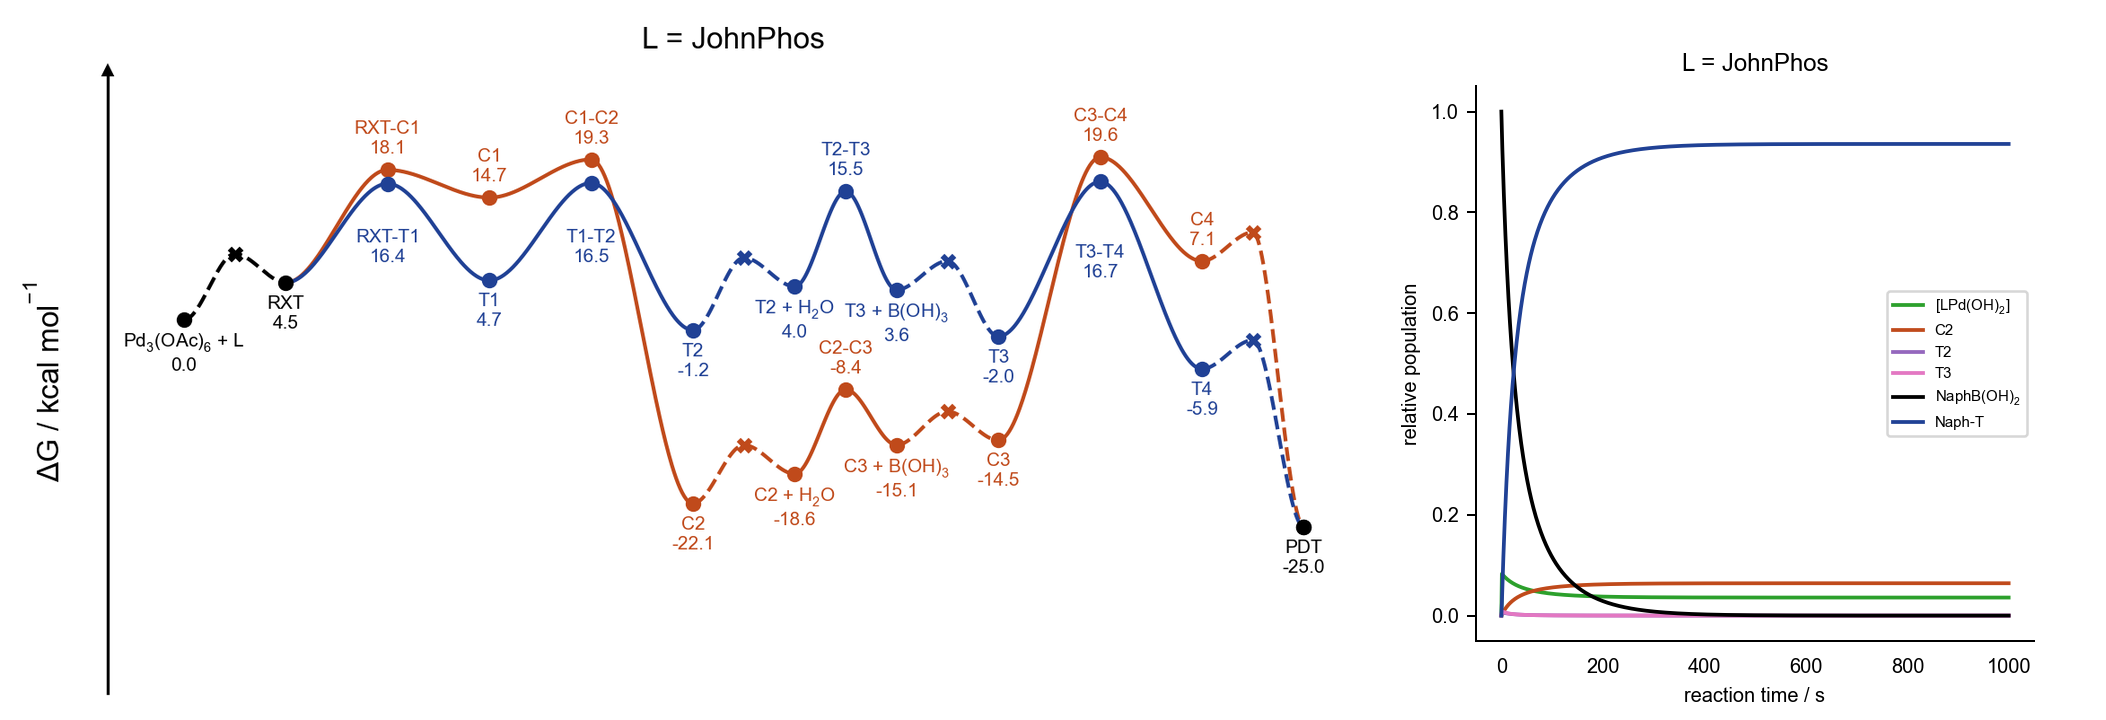 L = JohnPhos
ΔG / kcal mol⁻¹
Pd₃(OAc)₆ + L
0.0
RXT
4.5
RXT-C1
18.1
RXT-T1
16.4
C1
14.7
T1
4.7
C1-C2
19.3
T1-T2
16.5
T2
-1.2
C2
-22.1
T2 + H₂O
4.0
C2 + H₂O
-18.6
T2-T3
15.5
C2-C3
-8.4
T3 + B(OH)₃
3.6
C3 + B(OH)₃
-15.1
T3
-2.0
C3
-14.5
C3-C4
19.6
T3-T4
16.7
C4
7.1
T4
-5.9
PDT
-25.0
L = JohnPhos
relative population
1.0
0.8
0.6
0.4
0.2
0.0
[LPd(OH)₂]
C2
T2
T3
NaphB(OH)₂
Naph-T
0 200 400 600 800 1000
reaction time / s